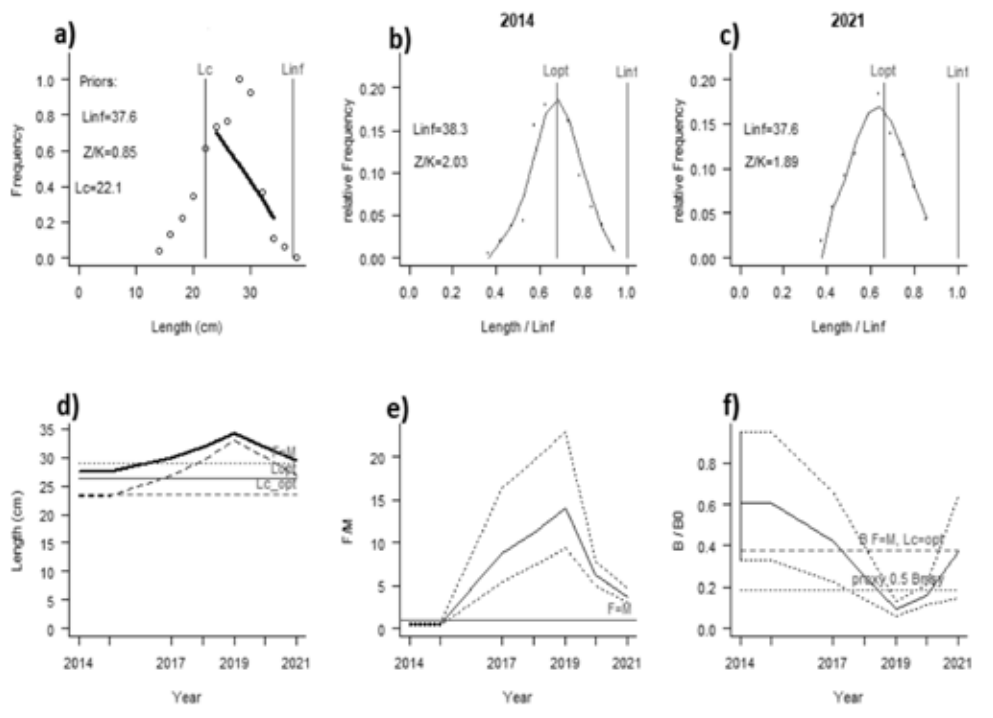 2014
2021
a)
b)
c)
Lc
Linf
Priors:
Linf=37.6
Z/K=0.85
Lc=22.1
Frequency
1.0
0.8
0.6
0.4
0.2
0.0
0
10
30
Length (cm)
Lopt
Linf
Linf=38.3
Z/K=2.03
relative Frequency
0.20
0.15
0.10
0.05
0.00
0.0 0.2 0.4 0.6 0.8 1.0
Length / Linf
Lopt
Linf
Linf=37.6
Z/K=1.89
relative Frequency
0.20
0.15
0.10
0.05
0.00
0.0 0.2 0.4 0.6 0.8 1.0
Length / Linf
d)
e)
f)
Length (cm)
35
30
25
20
15
10
5
0
F=M
Lopt
Lc_opt
2014 2017 2019 2021
Year
F/M
20
15
10
5
0
F=M
2014 2017 2019 2021
Year
B / B0
0.8
0.6
0.4
0.2
0.0
B F=M, Lc=opt
proxy 0.5 Bmsy
2014 2017 2019 2021
Year